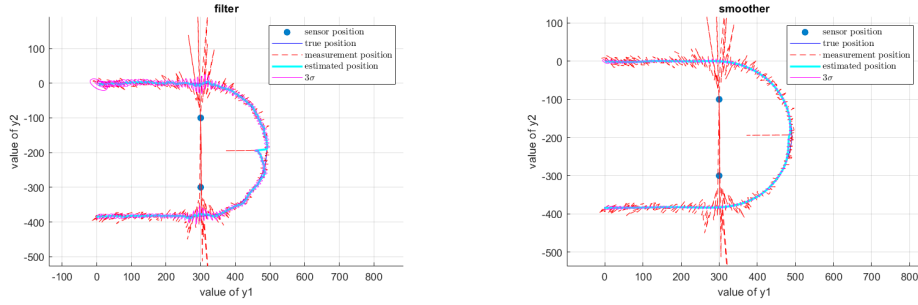 filter
sensor position
true position
measurement position
estimated position
3σ
100
0
-100
-200
-300
-400
-500
value of y2
-100 0 100 200 300 400 500 600 700 800
value of y1
smoother
sensor position
true position
measurement position
estimated position
3σ
100
0
-100
-200
-300
-400
-500
value of y2
0 100 200 300 400 500 600 700 800
value of y1